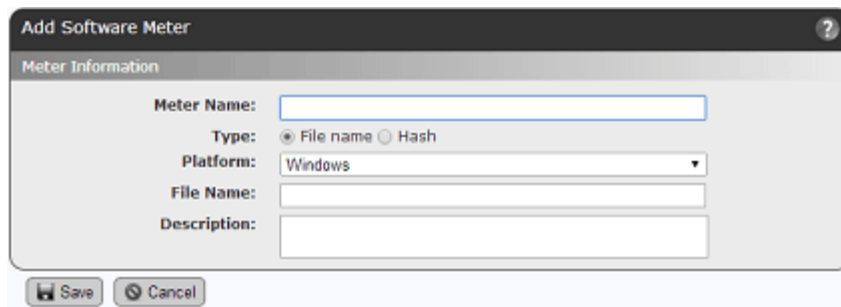 Add Software Meter ?
Meter Information
Meter Name:
Type: File name Hash
Platform: Windows
File Name:
Description:
Save Cancel